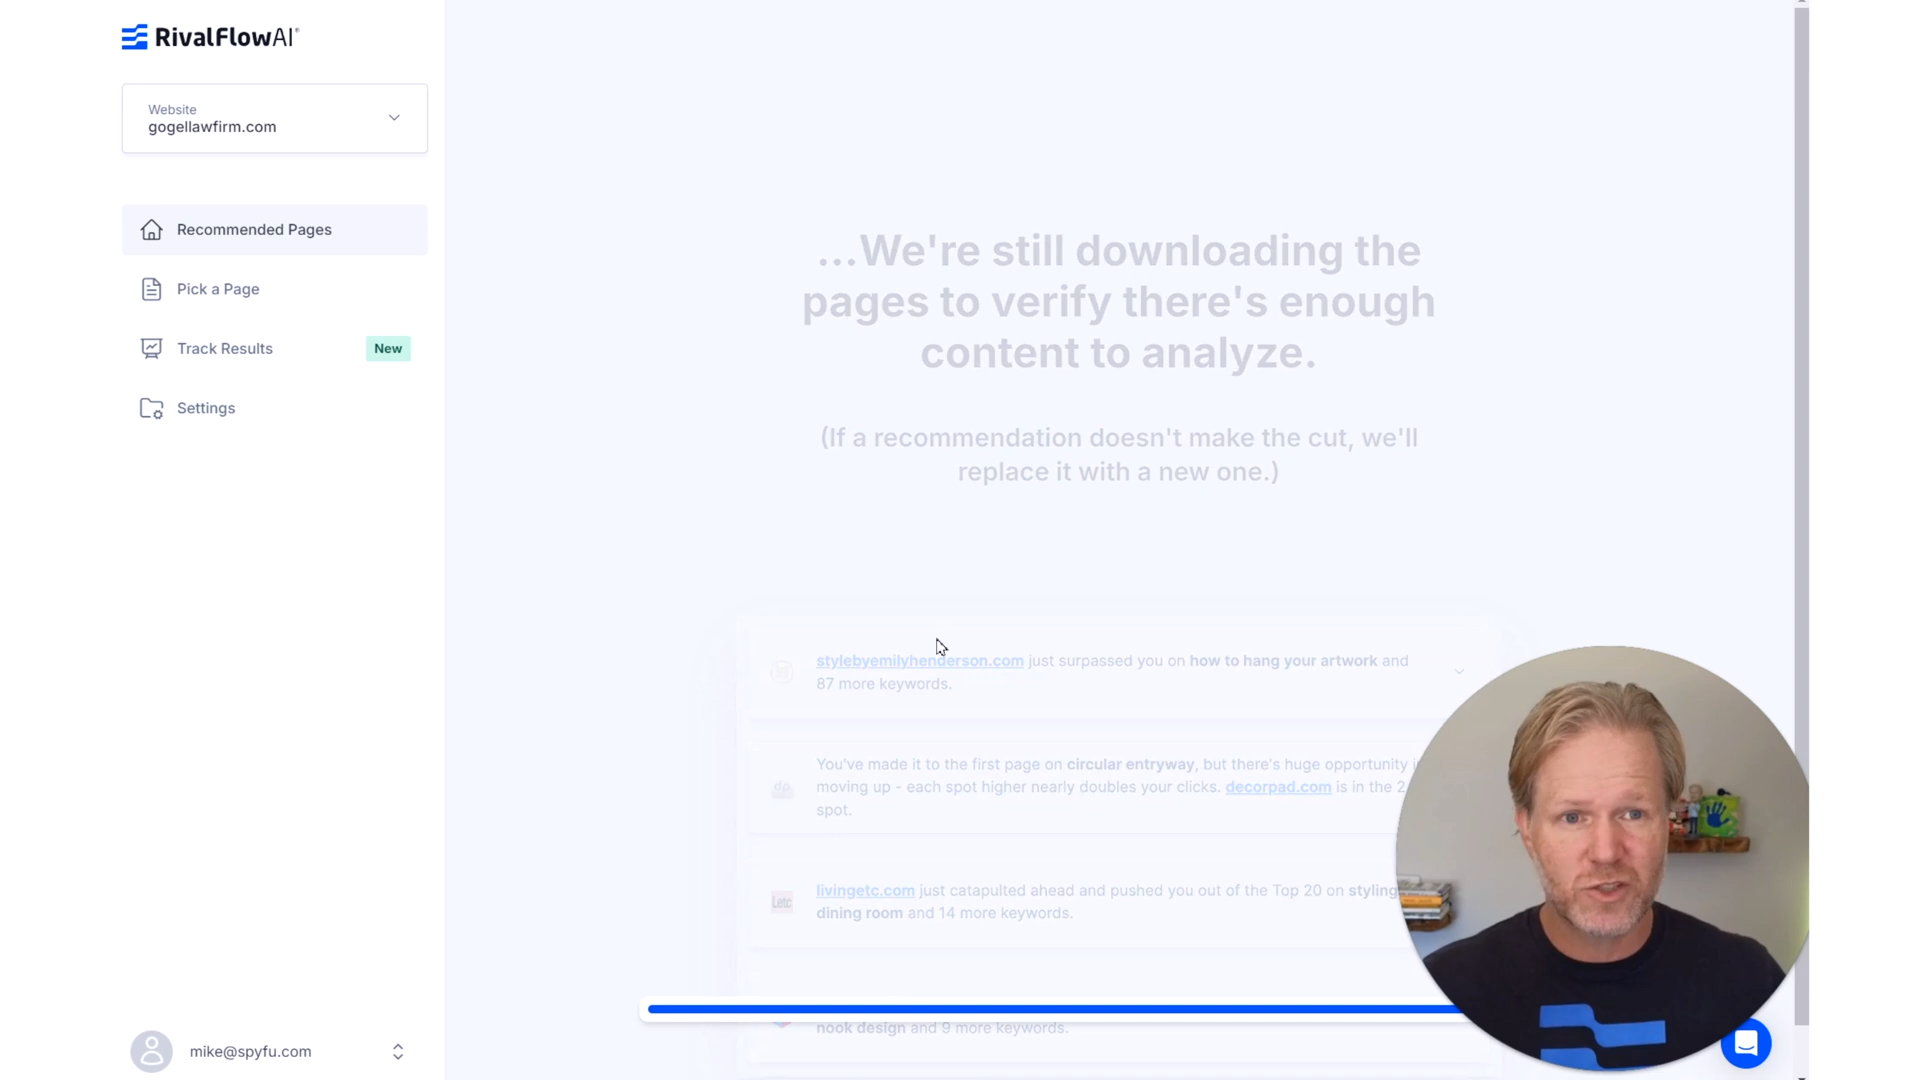 RivalFlowAI
Website
gogellawfirm.com
Recommended Pages
Pick a Page
Track Results
New
Settings
mike@spyfu.com
...We're still downloading the
pages to verify there's enough
content to analyze.
(If a recommendation doesn't make the cut, we'll
replace it with a new one.)
stylebyemilyhenderson.com just surpassed you on how to hang your artwork and
87 more keywords.
dp
You've made it to the first page on circular entryway, but there's huge opportunity
moving up - each spot higher nearly doubles your clicks. decorpad.com is in the 2
spot.
Letc
livingetc.com just catapulted ahead and pushed you out of the Top 20 on styling
dining room and 14 more keywords.
nook design and 9 more keywords.